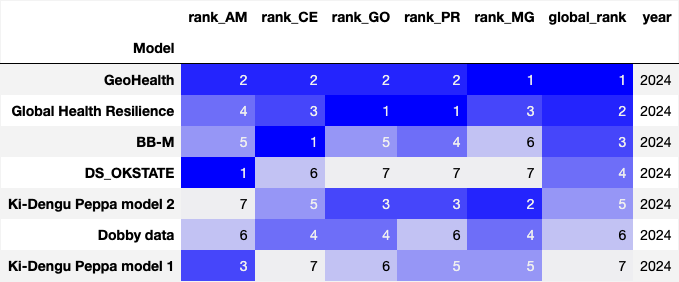 rank_AM rank_CE rank_GO rank_PR rank_MG global_rank year
Model
GeoHealth 2 2 2 2 1 1 2024
Global Health Resilience 4 3 1 1 3 2 2024
BB-M 5 1 5 4 6 3 2024
DS_OKSTATE 1 6 7 7 7 4 2024
Ki-Dengu Peppa model 2 7 5 3 3 2 5 2024
Dobby data 6 4 4 6 4 6 2024
Ki-Dengu Peppa model 1 3 7 6 5 5 7 2024